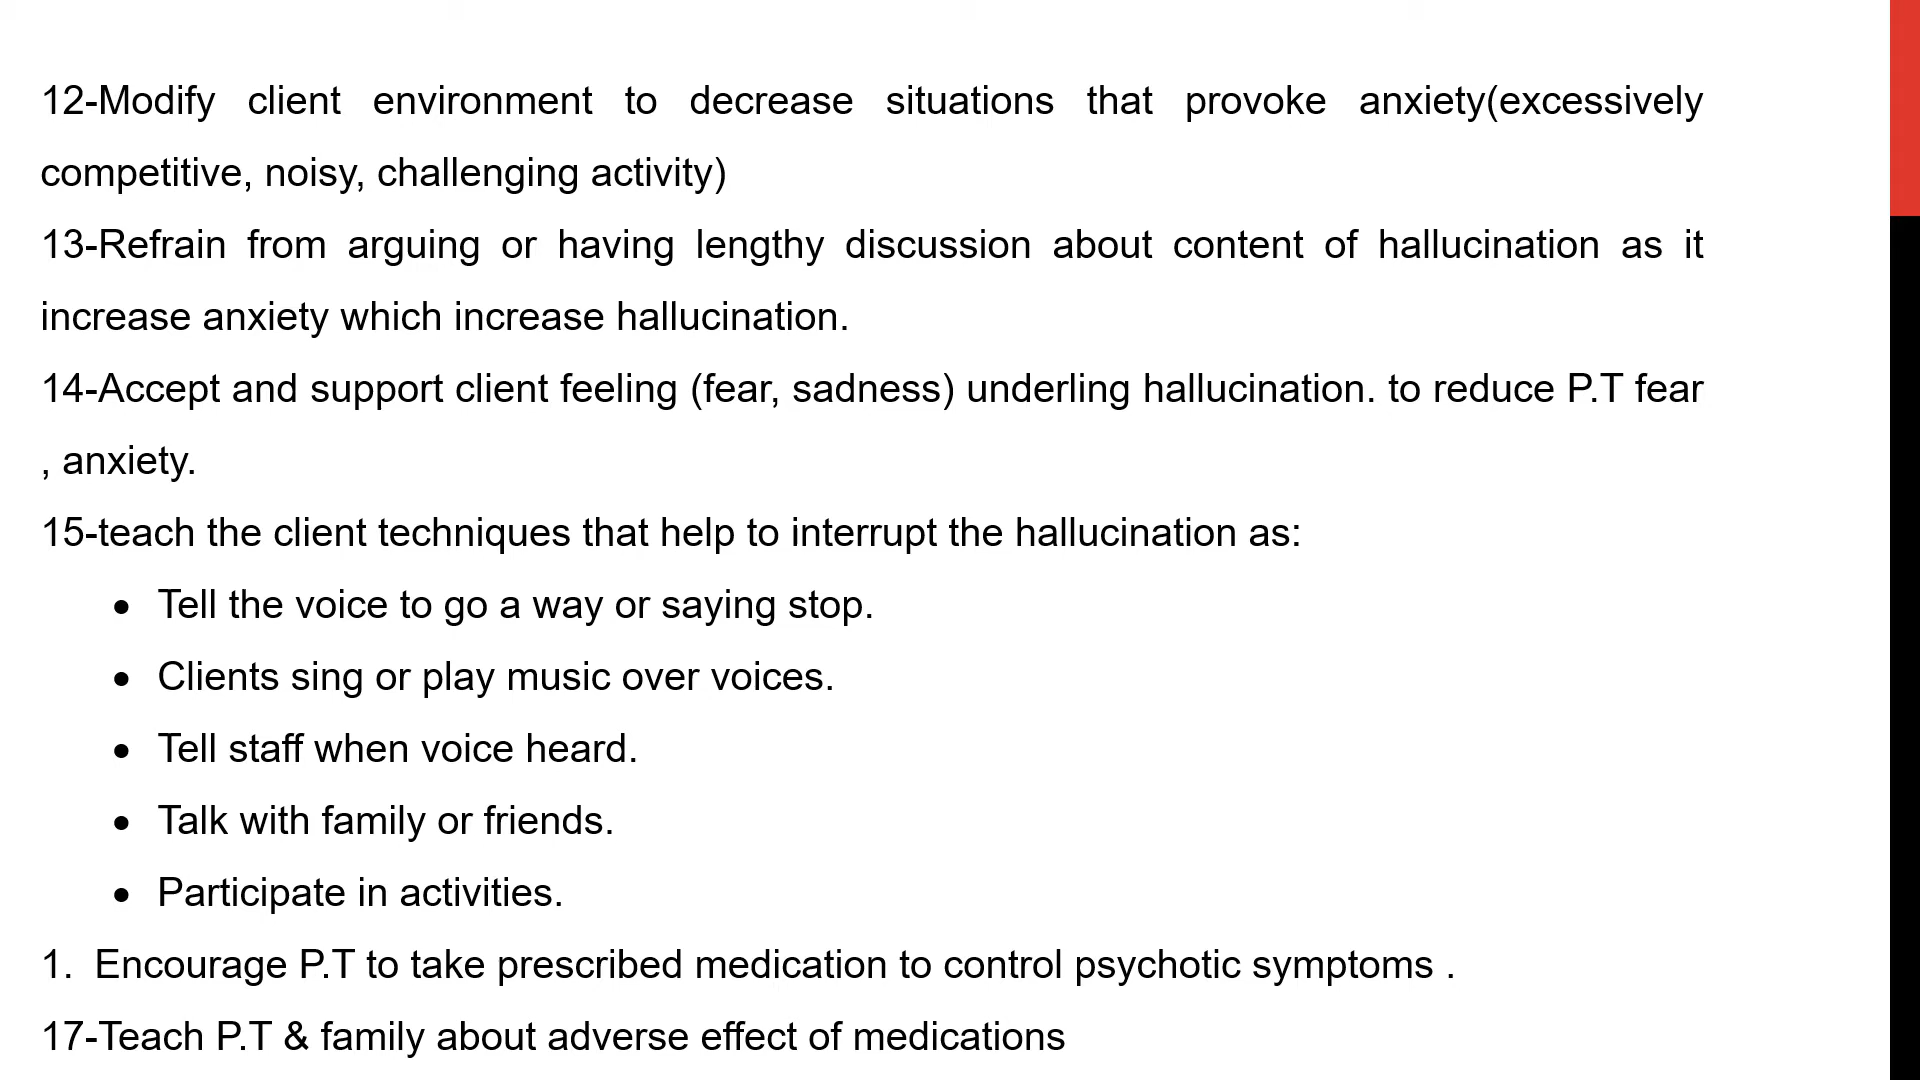 12-Modify client environment to decrease situations that provoke anxiety(excessively
competitive, noisy, challenging activity)
13-Refrain from arguing or having lengthy discussion about content of hallucination as it
increase anxiety which increase hallucination.
14-Accept and support client feeling (fear, sadness) underling hallucination. to reduce P.T fear
, anxiety.
15-teach the client techniques that help to interrupt the hallucination as:
• Tell the voice to go a way or saying stop.
• Clients sing or play music over voices.
• Tell staff when voice heard.
• Talk with family or friends.
• Participate in activities.
1. Encourage P.T to take prescribed medication to control psychotic symptoms .
17-Teach P.T & family about adverse effect of medications